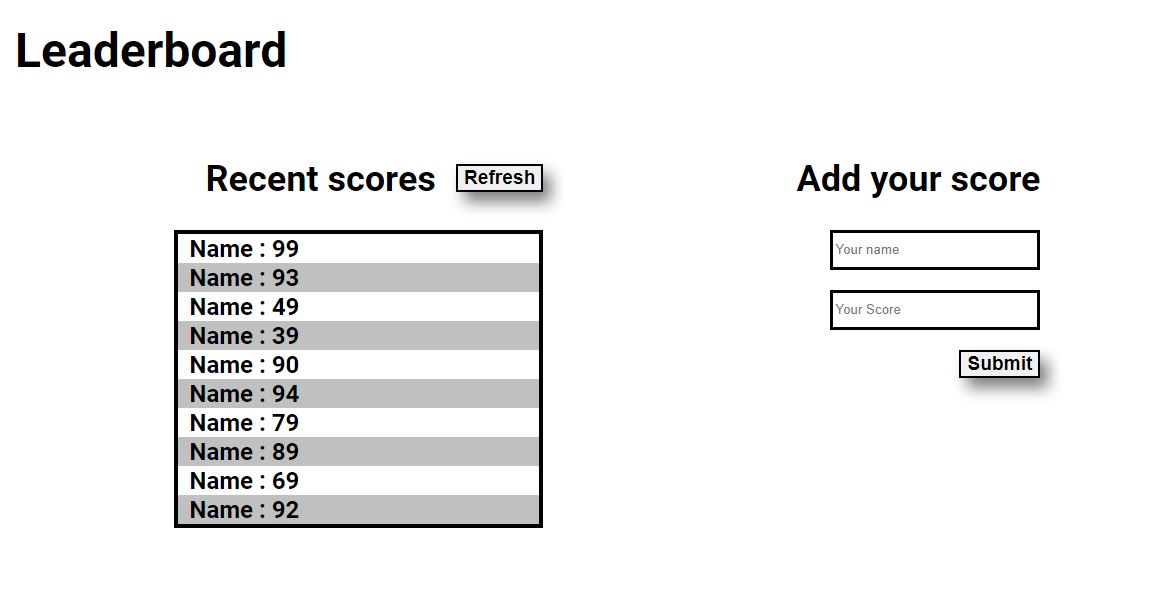 Leaderboard
Recent scores
Refresh
Name : 99
Name : 93
Name : 49
Name : 39
Name : 90
Name : 94
Name : 79
Name : 89
Name : 69
Name : 92
Add your score
Your name
Your Score
Submit